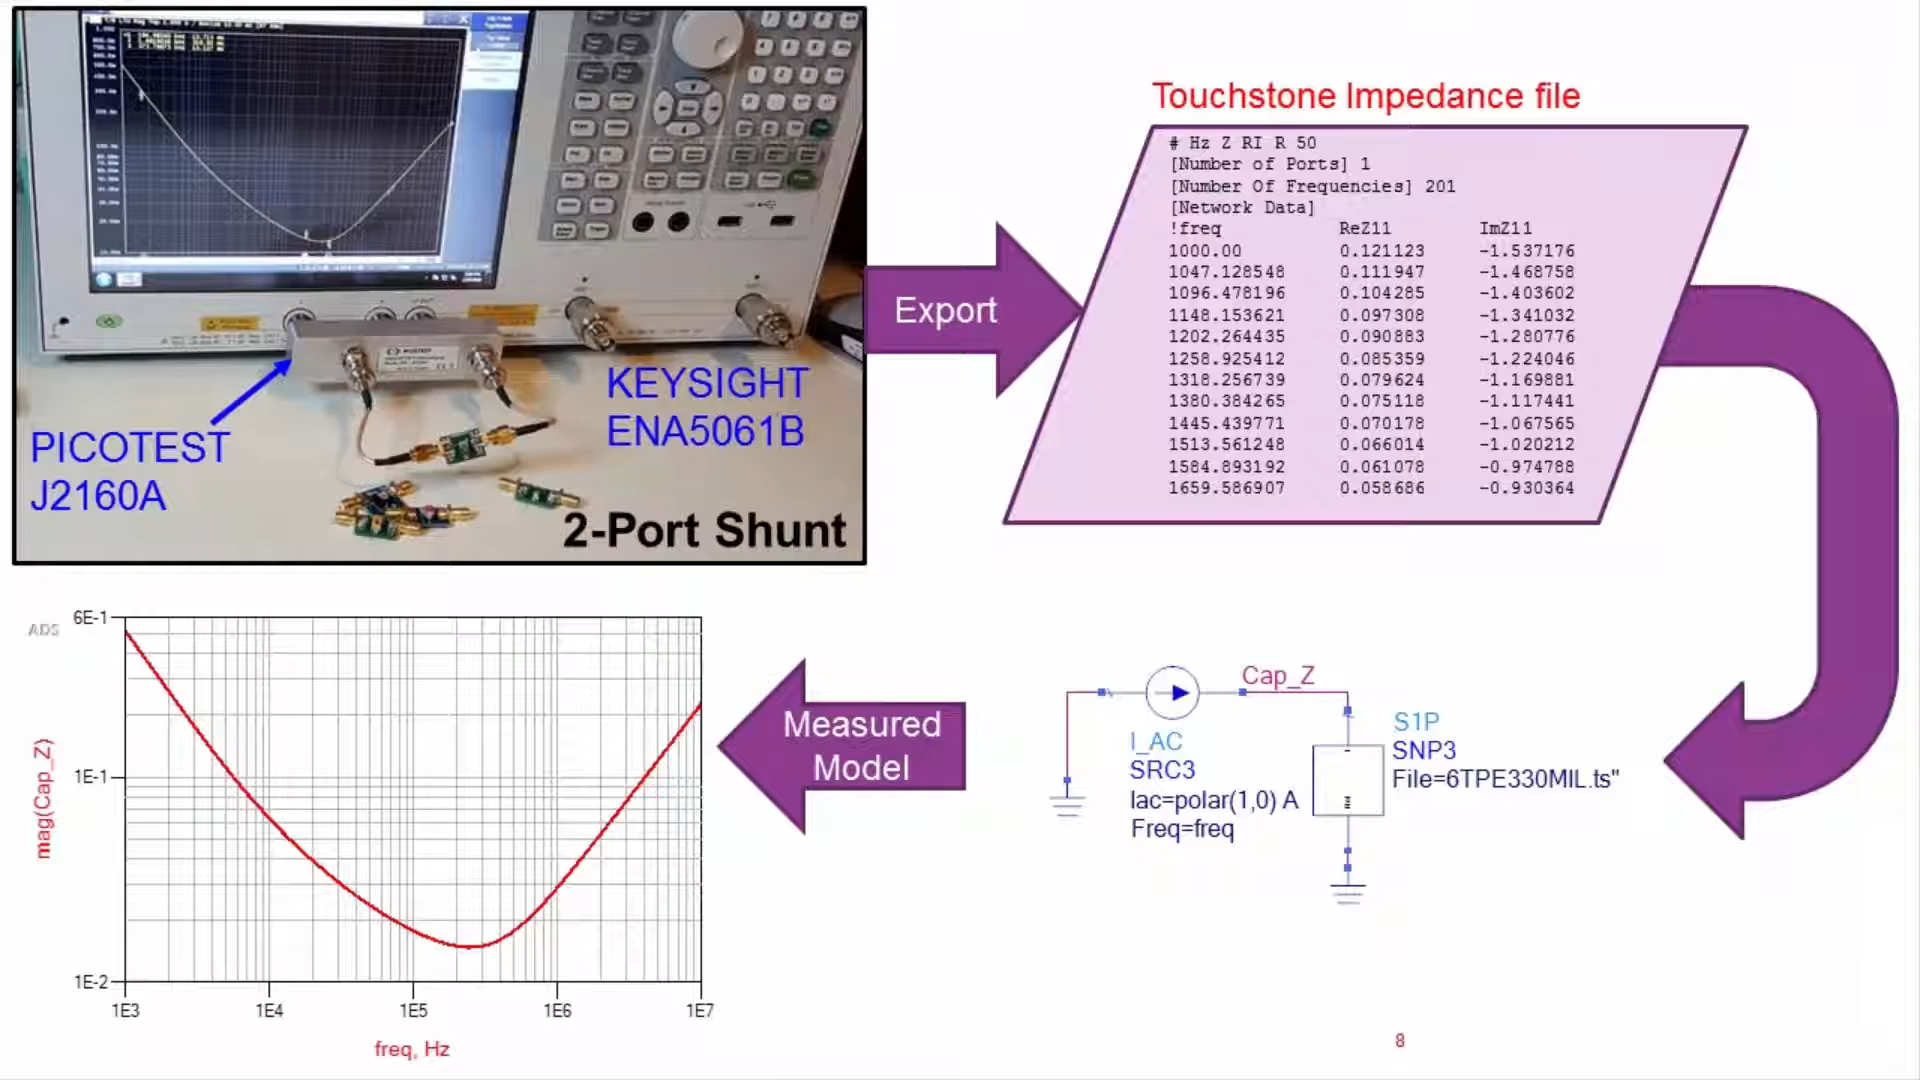 PICOTEST
J2160A
KEYSIGHT
ENA5061B
2-Port Shunt
Export
Touchstone Impedance file
# Hz Z RI R 50
[Number of Ports] 1
[Number Of Frequencies] 201
[Network Data]
!freq ReZ11 ImZ11
1000.00 0.121123 -1.537176
1047.128548 0.111947 -1.468758
1096.478196 0.104285 -1.403602
1148.153621 0.097308 -1.341032
1202.264435 0.090883 -1.280776
1258.925412 0.085359 -1.224046
1318.256739 0.079624 -1.169881
1380.384265 0.075118 -1.117441
1445.439771 0.070178 -1.067565
1513.561248 0.066014 -1.020212
1584.893192 0.061078 -0.974788
1659.586907 0.058686 -0.930364
ADS
6E-1
1E-1
1E-2
mag(Cap_Z)
1E3 1E4 1E5 1E6 1E7
freq, Hz
Measured
Model
Cap_Z
I_AC
SRC3
Iac=polar(1,0) A
Freq=freq
S1P
SNP3
File=6TPE330MIL.ts"
8